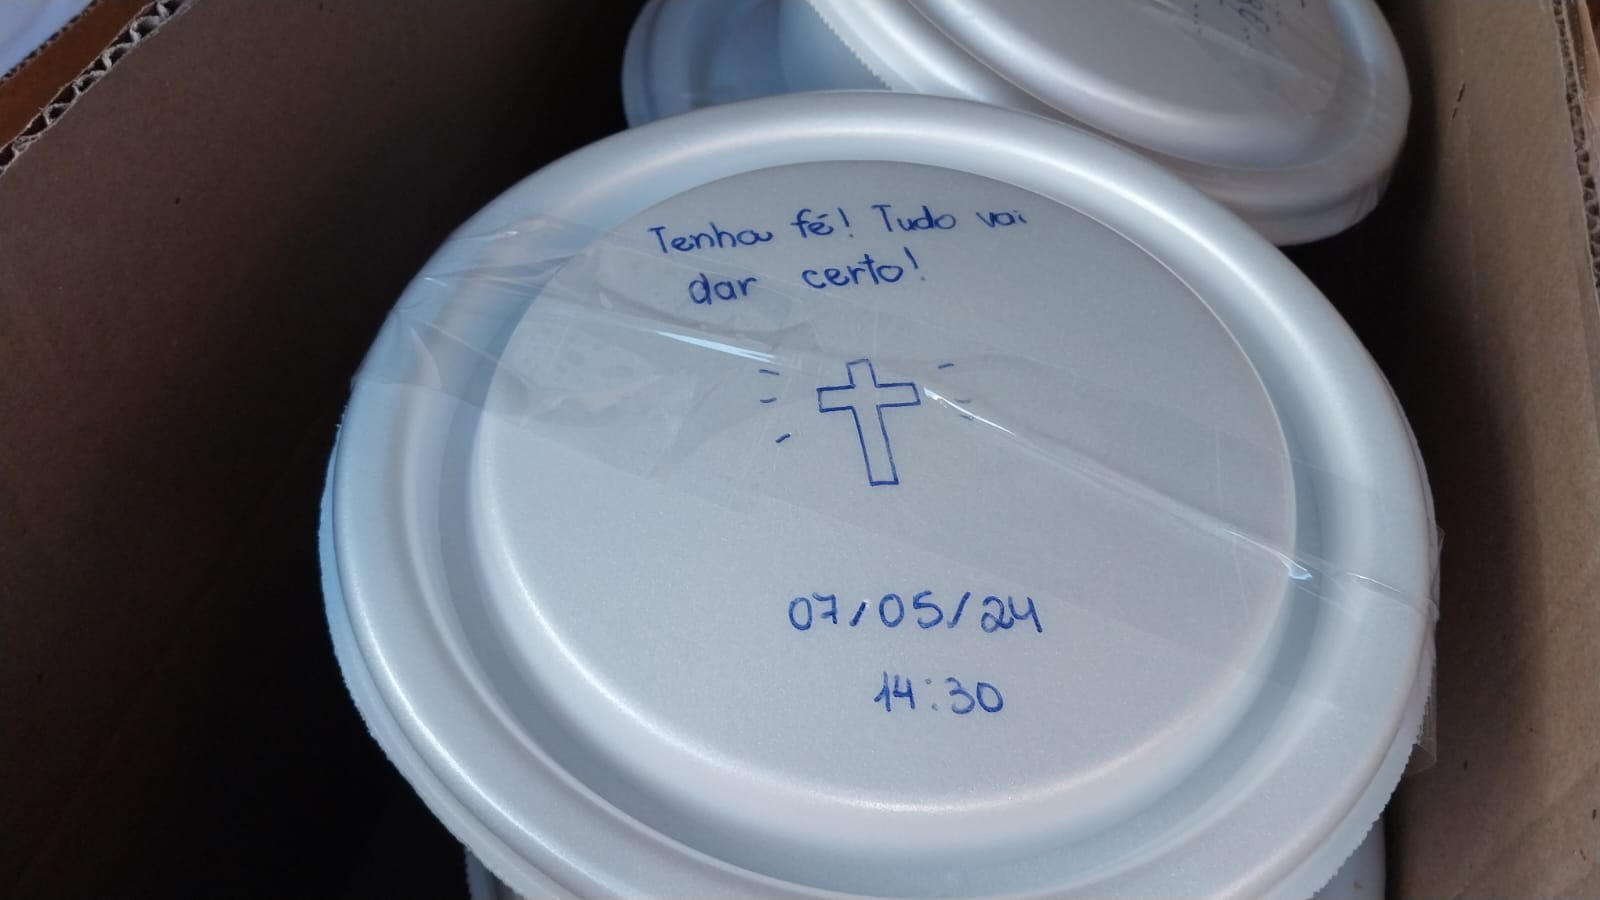 Tenha fé! Tudo vai
dar certo!
07/05/24
14:30